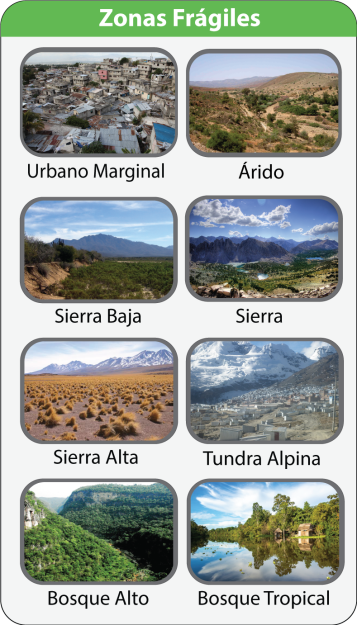 Zonas Frágiles
Urbano Marginal
Árido
Sierra Baja
Sierra
Sierra Alta
Tundra Alpina
Bosque Alto
Bosque Tropical